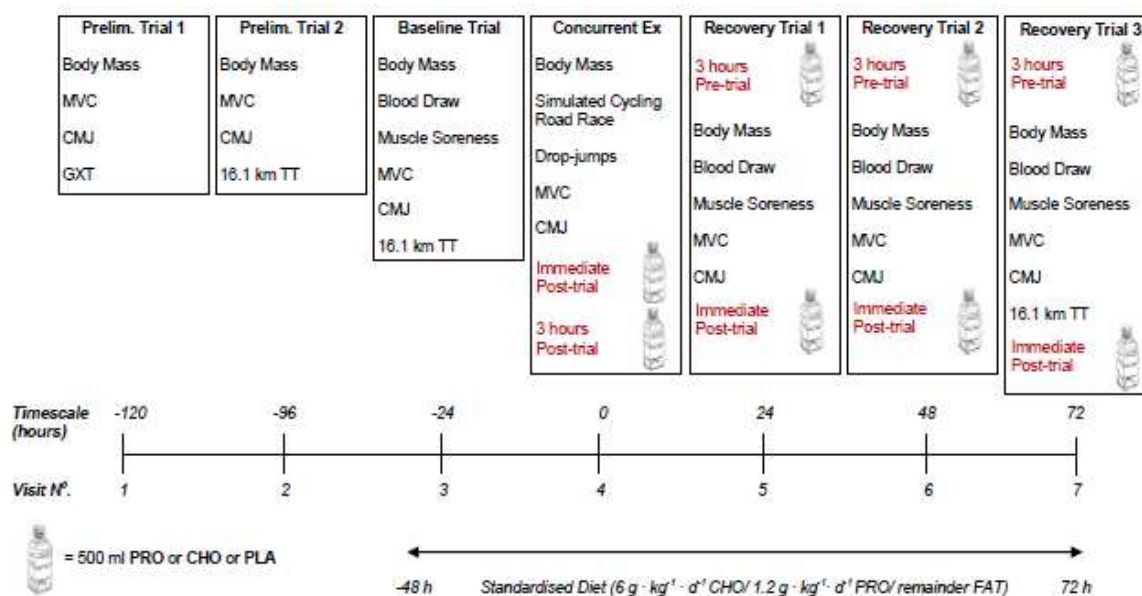 Prelim. Trial 1
Body Mass
MVC
CMJ
GXT
Prelim. Trial 2
Body Mass
MVC
CMJ
16.1 km TT
Baseline Trial
Body Mass
Blood Draw
Muscle Soreness
MVC
CMJ
16.1 km TT
Concurrent Ex
Body Mass
Simulated Cycling
Road Race
Drop-jumps
MVC
CMJ
Immediate
Post-trial
3 hours
Post-trial
Recovery Trial 1
3 hours
Pre-trial
Body Mass
Blood Draw
Muscle Soreness
MVC
CMJ
Immediate
Post-trial
Recovery Trial 2
3 hours
Pre-trial
Body Mass
Blood Draw
Muscle Soreness
MVC
CMJ
Immediate
Post-trial
Recovery Trial 3
3 hours
Pre-trial
Body Mass
Blood Draw
Muscle Soreness
MVC
CMJ
16.1 km TT
Immediate
Post-trial
Timescale -120 -96 -24 0 24 48 72
(hours)
Visit Nº. 1 2 3 4 5 6 7
= 500 ml PRO or CHO or PLA
-48 h Standardised Diet (6 g · kg⁻¹ · d⁻¹ CHO/ 1.2 g · kg⁻¹· d⁻¹ PRO/ remainder FAT) 72 h